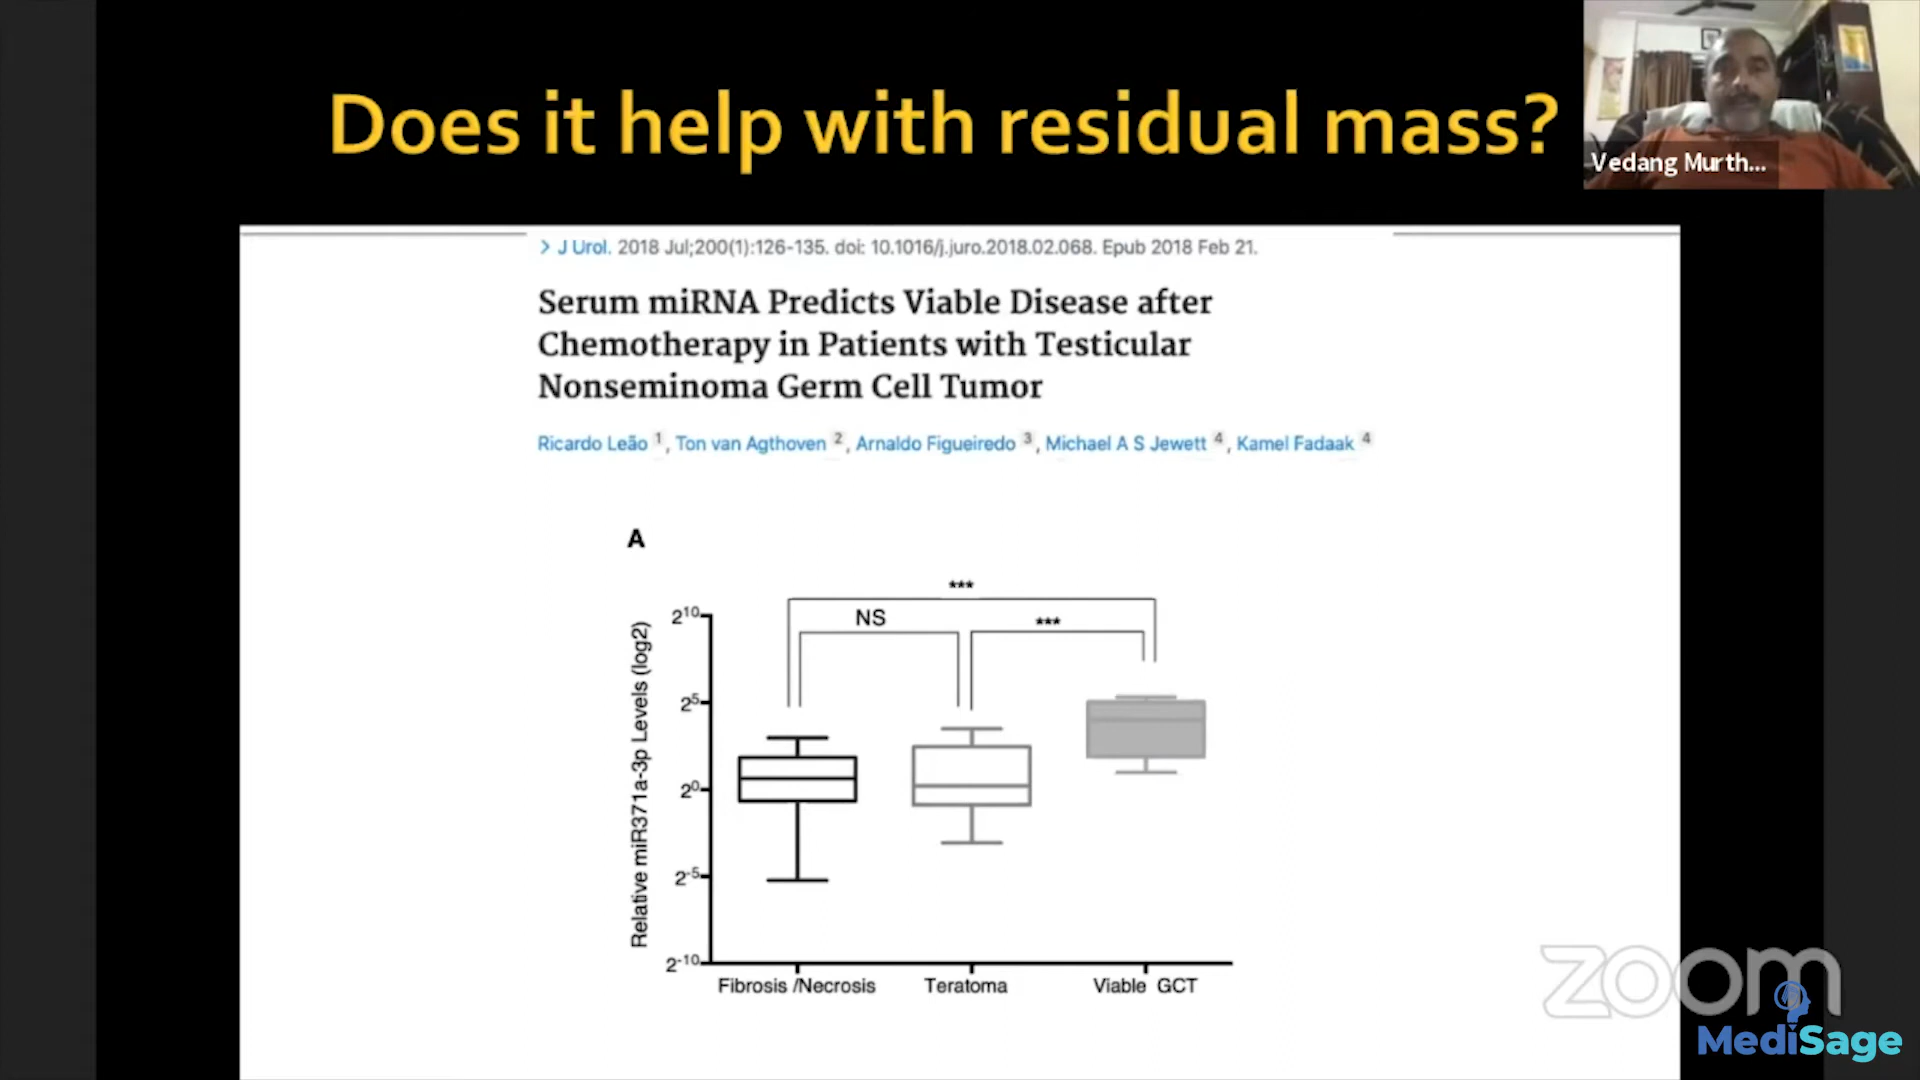 Does it help with residual mass?
Vedang Murth...
> J Urol. 2018 Jul;200(1):126-135. doi: 10.1016/j.juro.2018.02.068. Epub 2018 Feb 21.
Serum miRNA Predicts Viable Disease after
Chemotherapy in Patients with Testicular
Nonseminoma Germ Cell Tumor
Ricardo Leão 1, Ton van Agthoven 2, Arnaldo Figueiredo 3, Michael A S Jewett 4, Kamel Fadaak 4
A
***
NS
***
Relative miR371a-3p Levels (log2)
2^10
2^5
2^0
2^-5
2^-10
Fibrosis /Necrosis
Teratoma
Viable GCT
zoom
MediSage